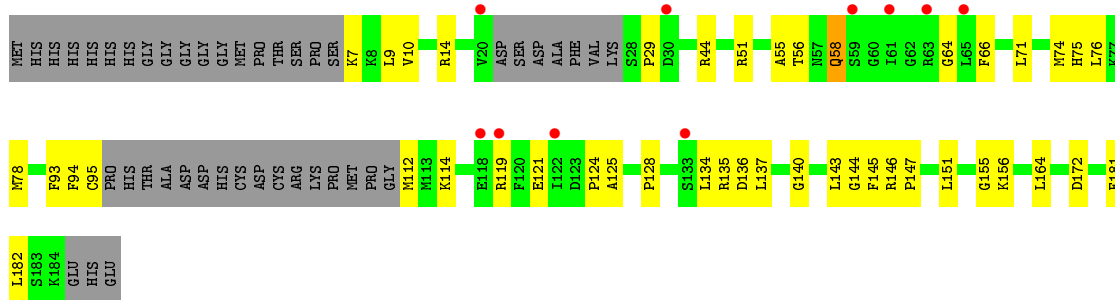 MET HIS HIS HIS HIS HIS HIS GLY GLY GLY GLY GLY MET PRO THR SER PRO SER K7 K8 L9 V10 R14 V20 ASP SER ASP ALA PHE VAL LYS S28 P29 D30 R44 R51 A55 T56 N57 Q58 S59 G60 I61 G62 R63 G64 L65 F66 L71 M74 H75 L76 K77
M78 F93 F94 C95 PRO HIS THR ALA ASP ASP HIS CYS ASP CYS ARG LYS PRO MET PRO GLY M112 M113 K114 E118 R119 F120 E121 I122 D123 P124 A125 P128 S133 L134 R135 D136 L137 G140 L143 G144 F145 R146 P147 L151 G155 K156 L164 D172
L182 S183 K184 GLU HIS GLU